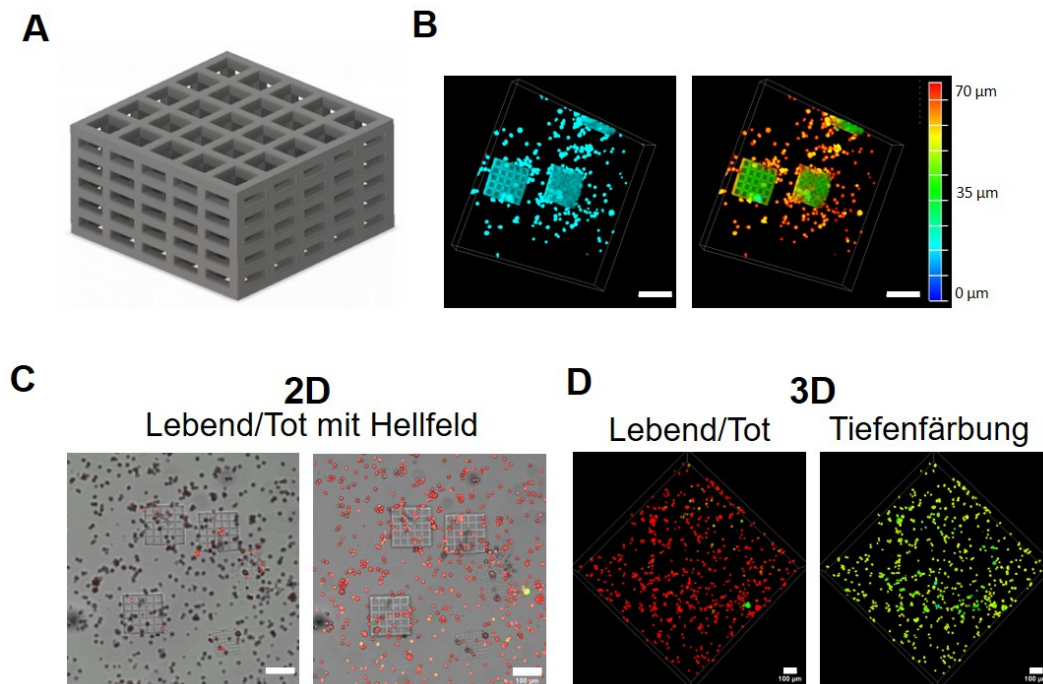 A
B
70 µm
35 µm
0 µm
C
2D
Lebend/Tot mit Hellfeld
100 µm
D
3D
Lebend/Tot
Tiefenfärbung
100 µm
100 µm